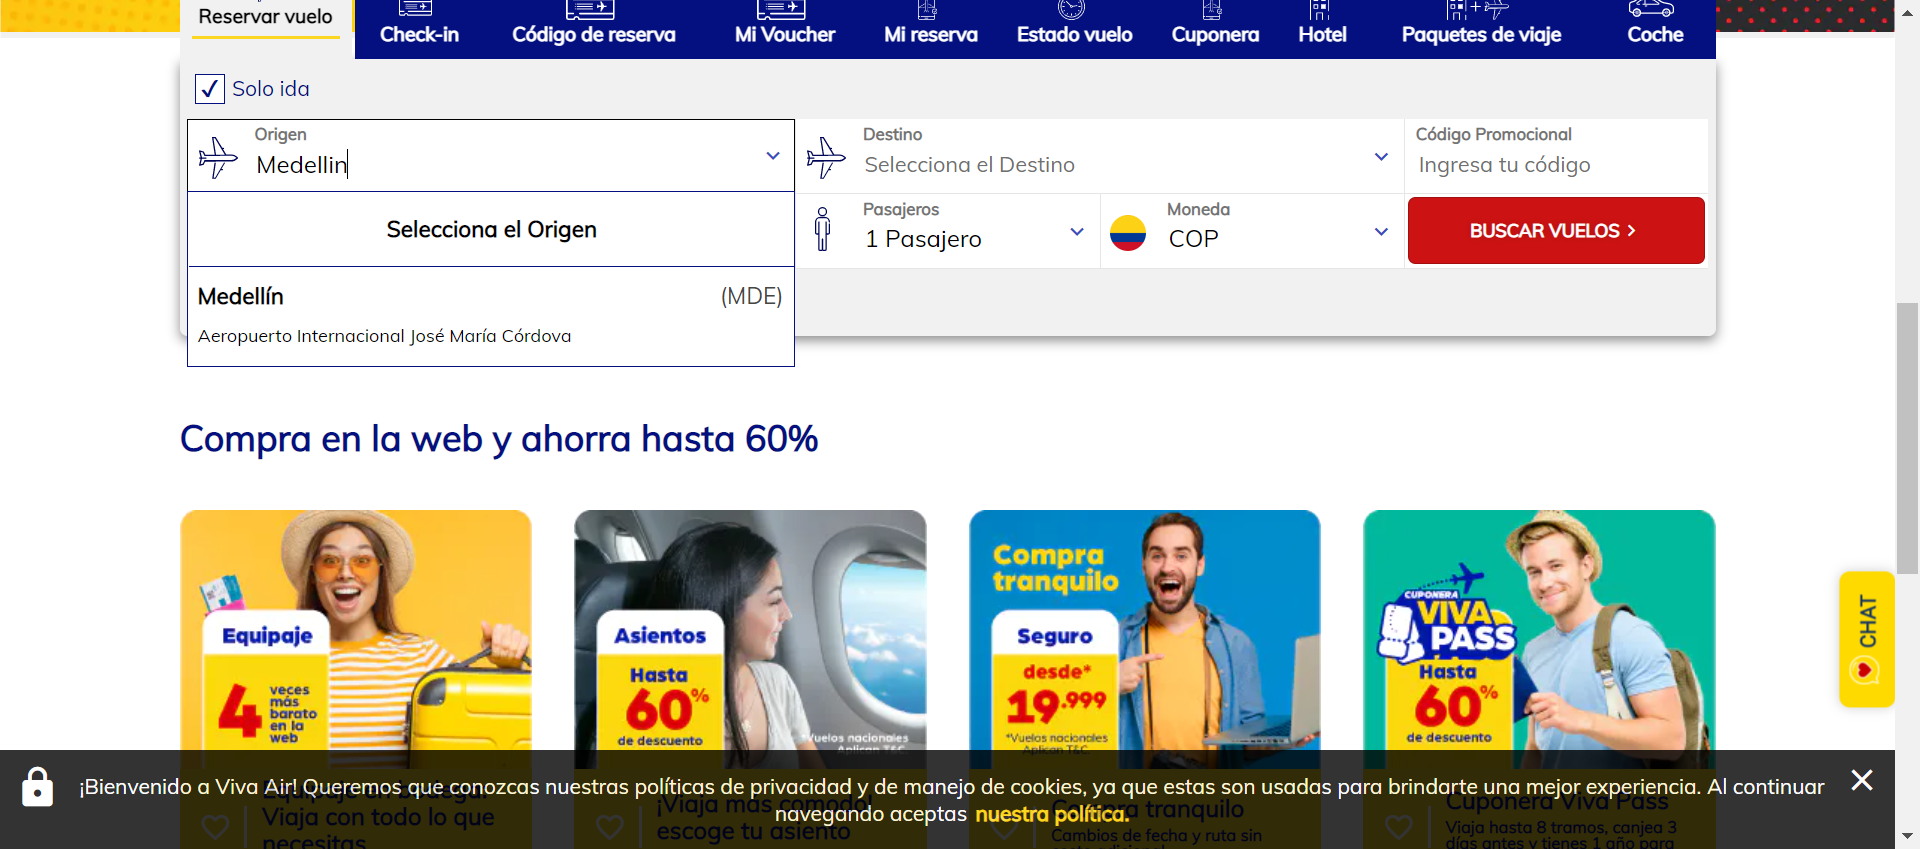 Reservar vuelo
Check-in
Código de reserva
Mi Voucher
Mi reserva
Estado vuelo
Cuponera
Hotel
Paquetes de viaje
Coche
Solo ida
Origen
Medellin
Destino
Selecciona el Destino
Código Promocional
Ingresa tu código
Selecciona el Origen
Pasajeros
1 Pasajero
Moneda
COP
BUSCAR VUELOS >
Medellín (MDE)
Aeropuerto Internacional José María Córdova
Compra en la web y ahorra hasta 60%
Equipaje
4 veces
más
barato
en la
web
Asientos
Hasta
60%
de descuento
*Vuelos nacionales
Aplican T&C
Compra
tranquilo
Seguro
desde*
19.999
*Vuelos nacionales
Aplican T&C
CUPONERA
VIVA
PASS
Hasta
60%
de descuento
CHAT
¡Bienvenido a Viva Air! Queremos que conozcas nuestras políticas de privacidad y de manejo de cookies, ya que estas son usadas para brindarte una mejor experiencia. Al continuar
navegando aceptas nuestra política.
Equipaje en bodega:
Viaja con todo lo que
necesitas
¡Viaja más cómodo!
escoge tu asiento
Compra tranquilo
Cambios de fecha y ruta sin
Cuponera Viva Pass
Viaja hasta 8 tramos, canjea 3
días antes y tienes 1 año para